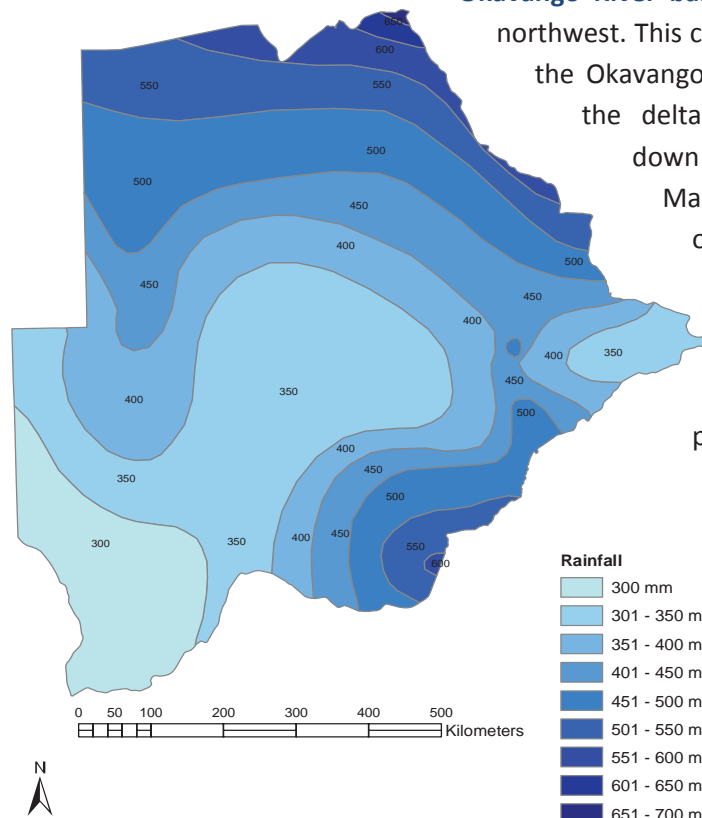 Okavango River bas
northwest. This c
the Okavango
the delta
down
Ma
650
600
550
550
500
500
450
500
400
450
450
400
400
350
350
450
400
500
400
350
450
500
300
350
400
450
550
600
Rainfall
300 mm
301 - 350 m
351 - 400 m
401 - 450 m
451 - 500 m
501 - 550 m
551 - 600 m
601 - 650 m
651 - 700 m
0 50 100 200 300 400 500
Kilometers
N
p